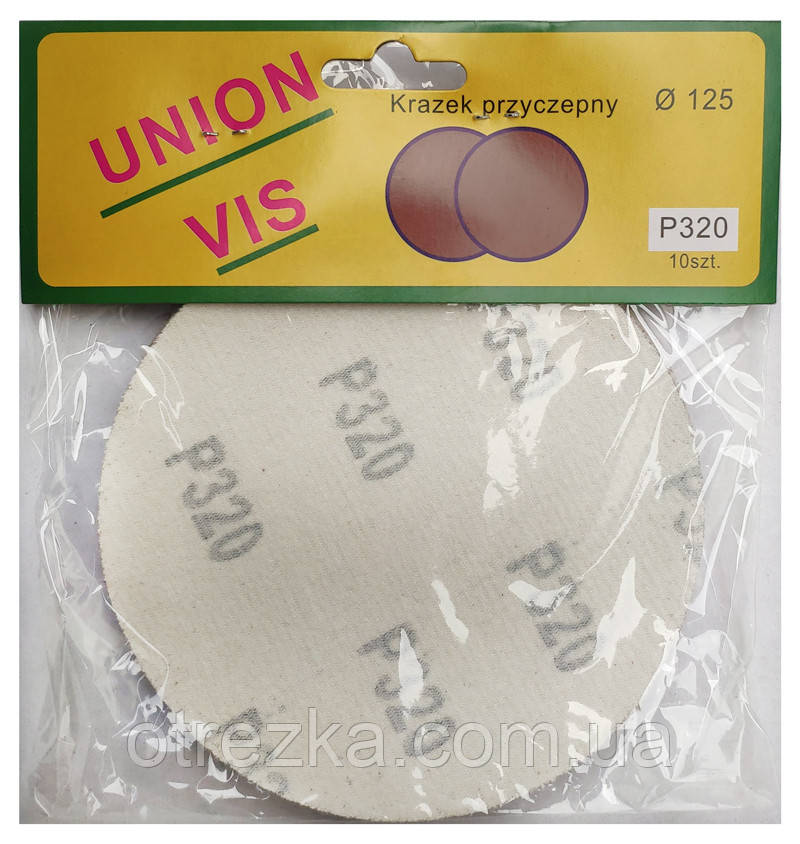 UNION
VIS
Krazek przyczepny Ø 125
P320
10szt.
P320
P320
P320
P320
otrezka.com.ua